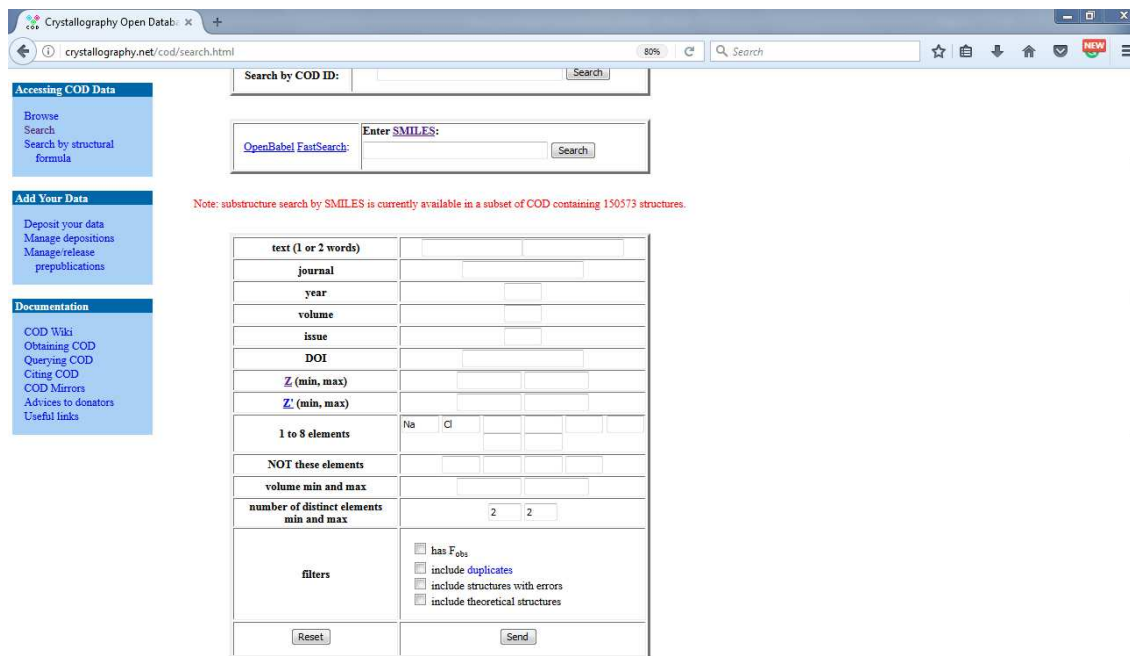 Crystallography Open Datab
crystallography.net/cod/search.html
80%
Search
NEW
Accessing COD Data
Browse
Search
Search by structural
formula
Add Your Data
Deposit your data
Manage depositions
Manage/release
prepublications
Documentation
COD Wiki
Obtaining COD
Querying COD
Citing COD
COD Mirrors
Advices to donators
Useful links
Search by COD ID: Search
Enter SMILES:
OpenBabel FastSearch: Search
Note: substructure search by SMILES is currently available in a subset of COD containing 150573 structures.
text (1 or 2 words)
journal
year
volume
issue
DOI
Z (min, max)
Z' (min, max)
1 to 8 elements Na Cl
NOT these elements
volume min and max
number of distinct elements
min and max 2 2
filters
has Fobs
include duplicates
include structures with errors
include theoretical structures
Reset Send